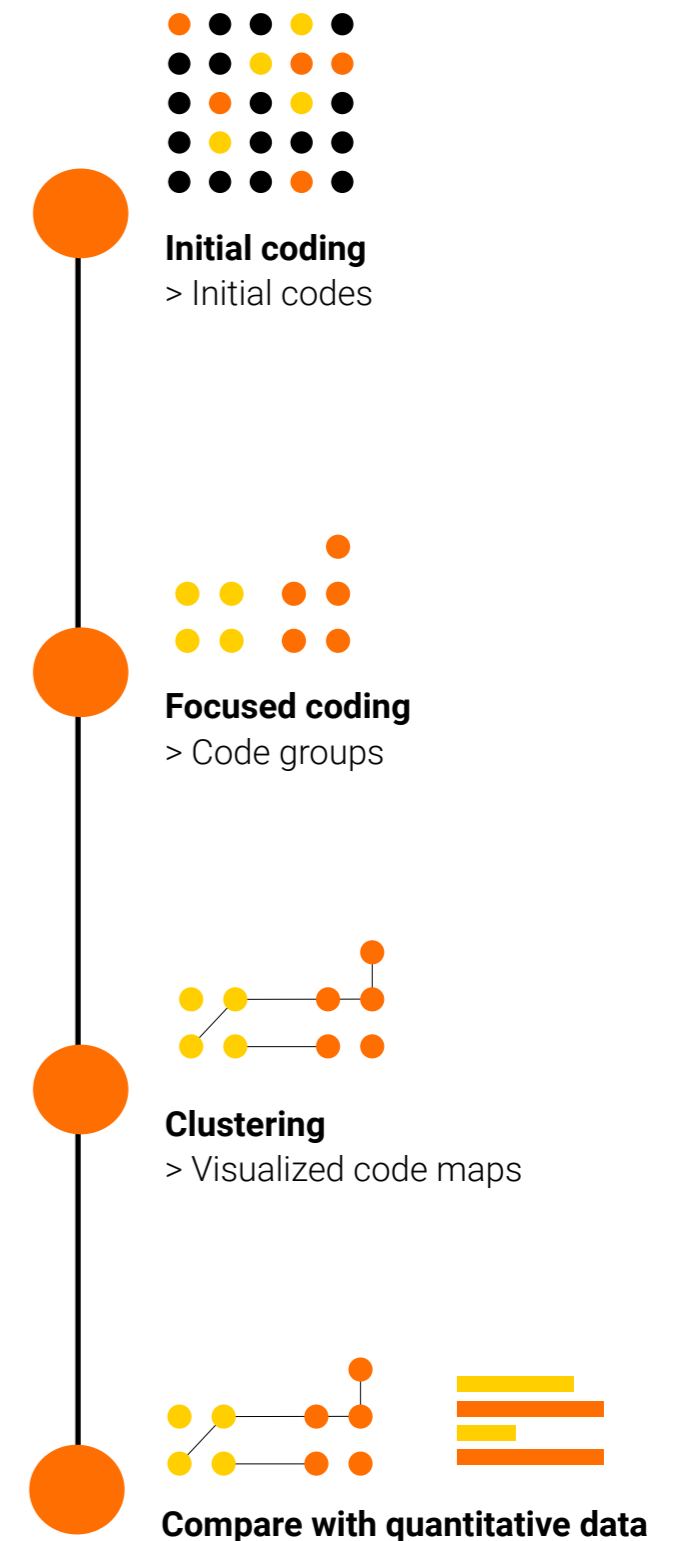 Initial coding
> Initial codes
Focused coding
> Code groups
Clustering
> Visualized code maps
Compare with quantitative data